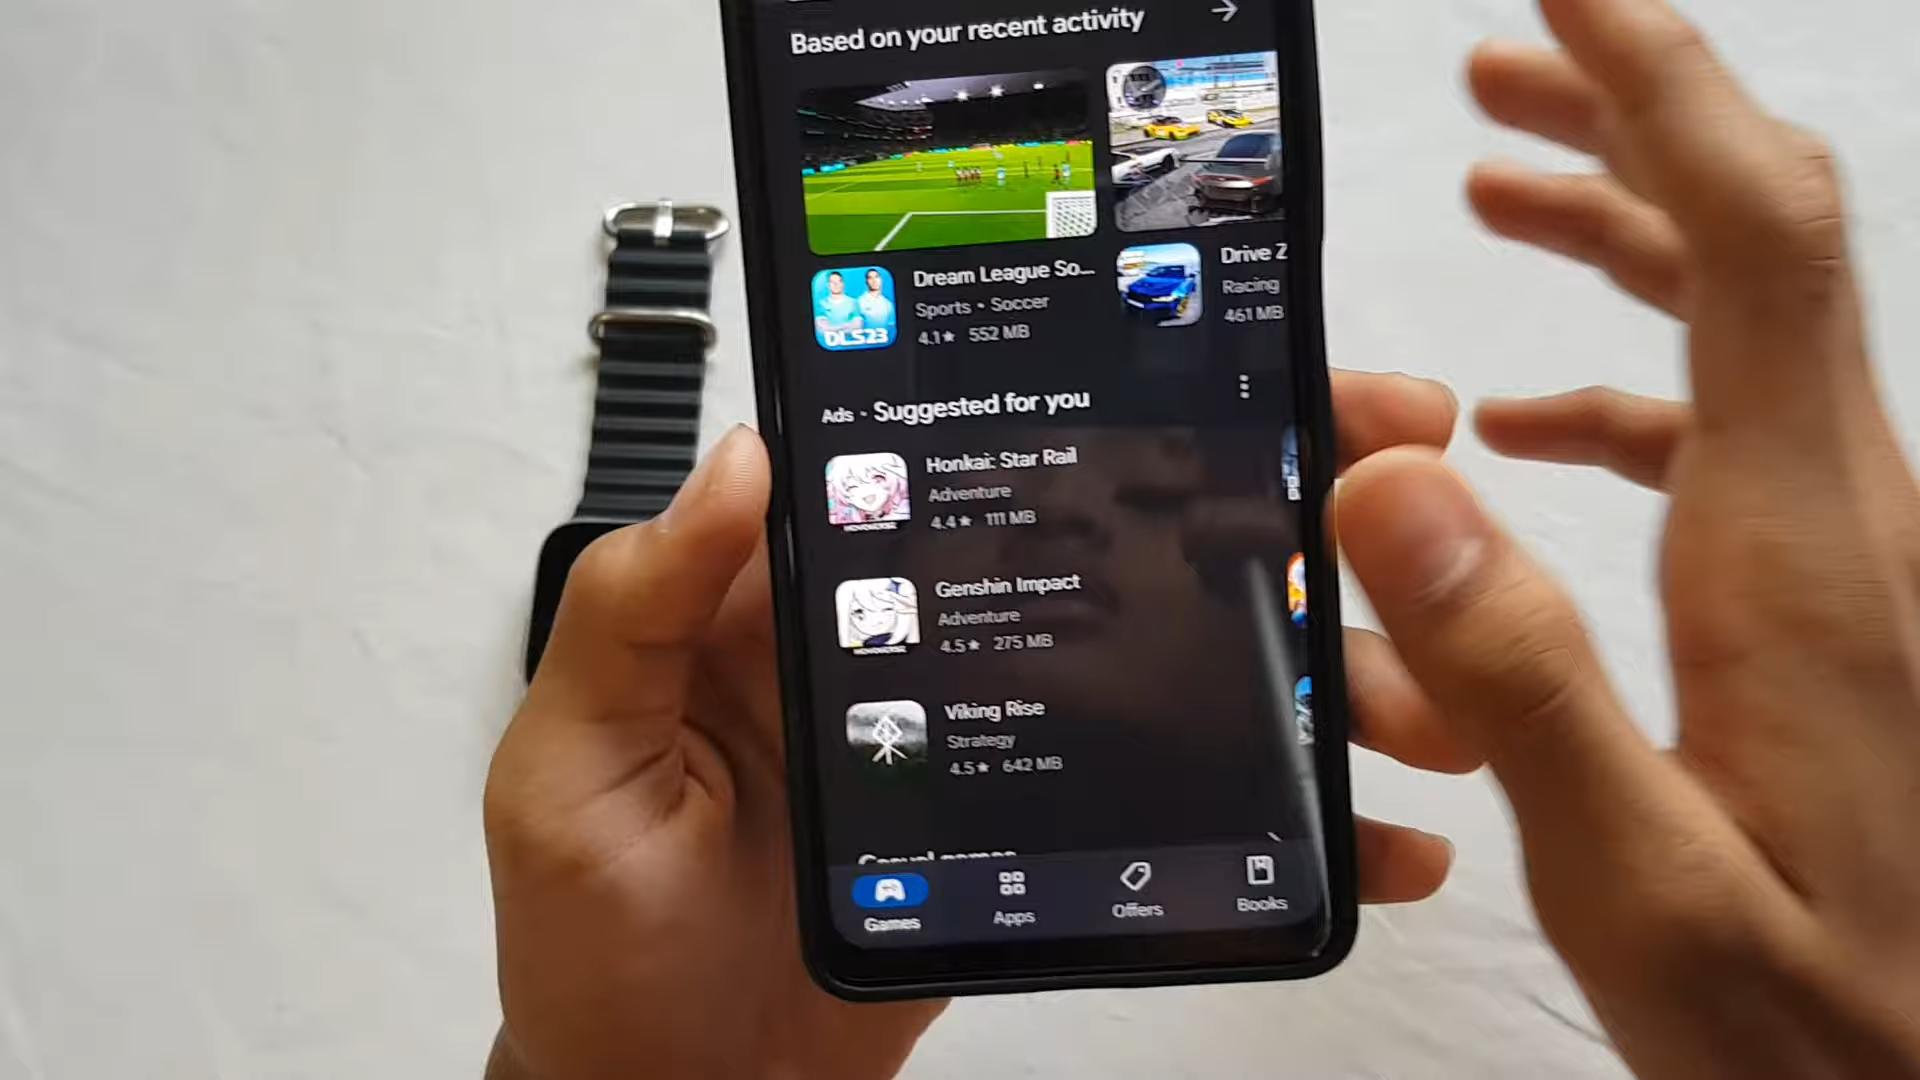 Based on your recent activity
Dream League So...
Sports • Soccer
4.1★ 552 MB
DLS23
Drive Z
Racing
461 MB
Ads • Suggested for you
Honkai: Star Rail
Adventure
4.4★ 111 MB
Genshin Impact
Adventure
4.5★ 275 MB
Viking Rise
Strategy
4.5★ 642 MB
Casual games
Games
Apps
Offers
Books